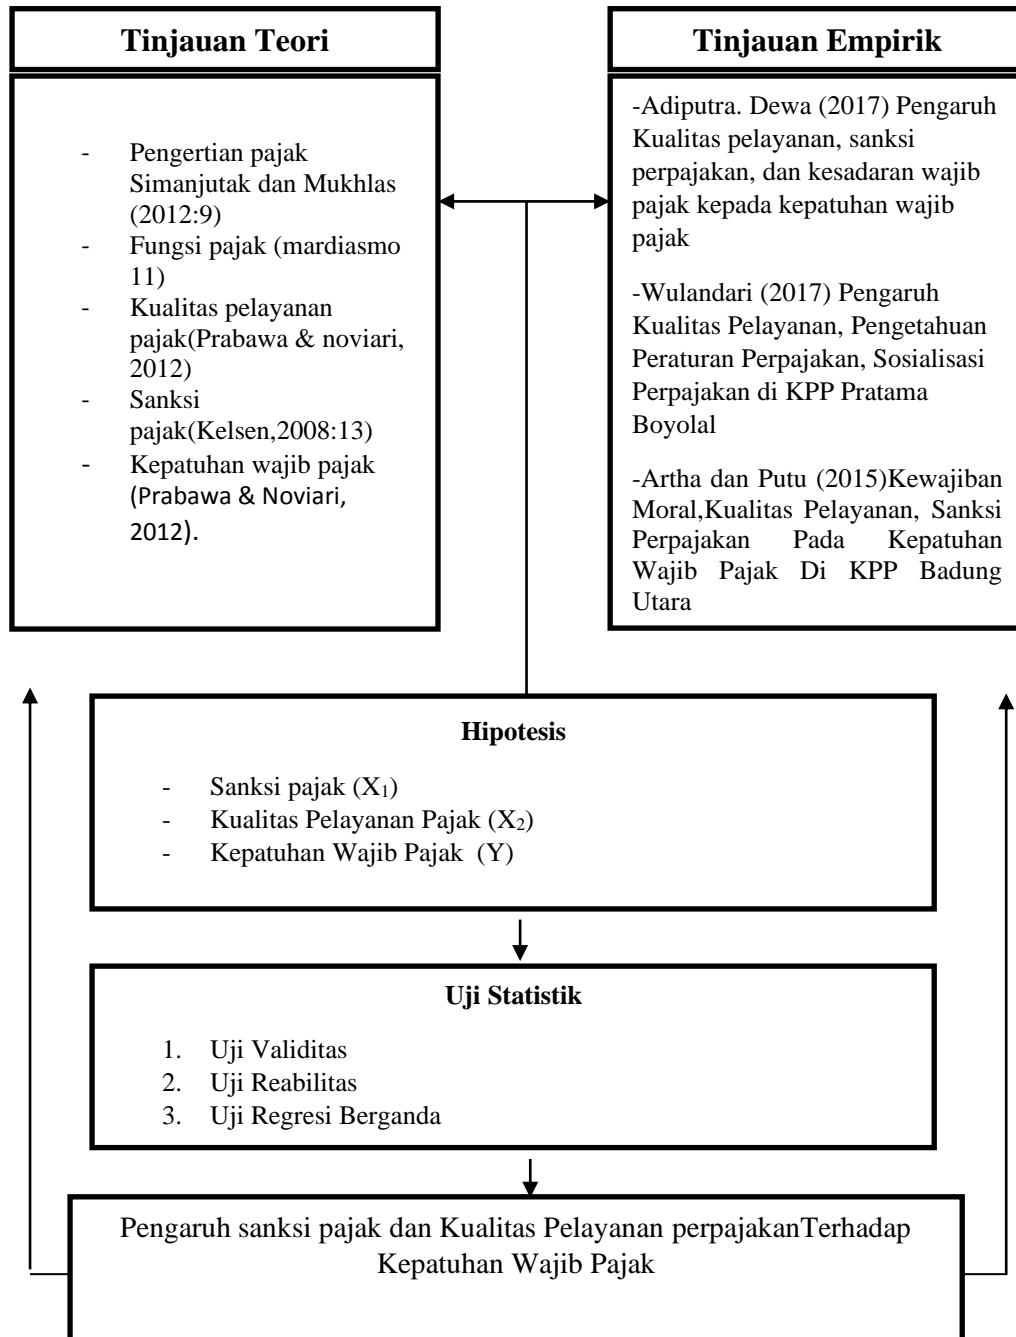 Tinjauan Teori
- Pengertian pajak
Simanjutak dan Mukhlas
(2012:9)
- Fungsi pajak (mardiasmo
11)
- Kualitas pelayanan
pajak(Prabawa & noviari,
2012)
- Sanksi
pajak(Kelsen,2008:13)
- Kepatuhan wajib pajak
(Prabawa & Noviari,
2012).
Tinjauan Empirik
-Adiputra. Dewa (2017) Pengaruh
Kualitas pelayanan, sanksi
perpajakan, dan kesadaran wajib
pajak kepada kepatuhan wajib
pajak
-Wulandari (2017) Pengaruh
Kualitas Pelayanan, Pengetahuan
Peraturan Perpajakan, Sosialisasi
Perpajakan di KPP Pratama
Boyolal
-Artha dan Putu (2015)Kewajiban
Moral,Kualitas Pelayanan, Sanksi
Perpajakan Pada Kepatuhan
Wajib Pajak Di KPP Badung
Utara
Hipotesis
- Sanksi pajak (X₁)
- Kualitas Pelayanan Pajak (X₂)
- Kepatuhan Wajib Pajak (Y)
Uji Statistik
1. Uji Validitas
2. Uji Reabilitas
3. Uji Regresi Berganda
Pengaruh sanksi pajak dan Kualitas Pelayanan perpajakanTerhadap
Kepatuhan Wajib Pajak